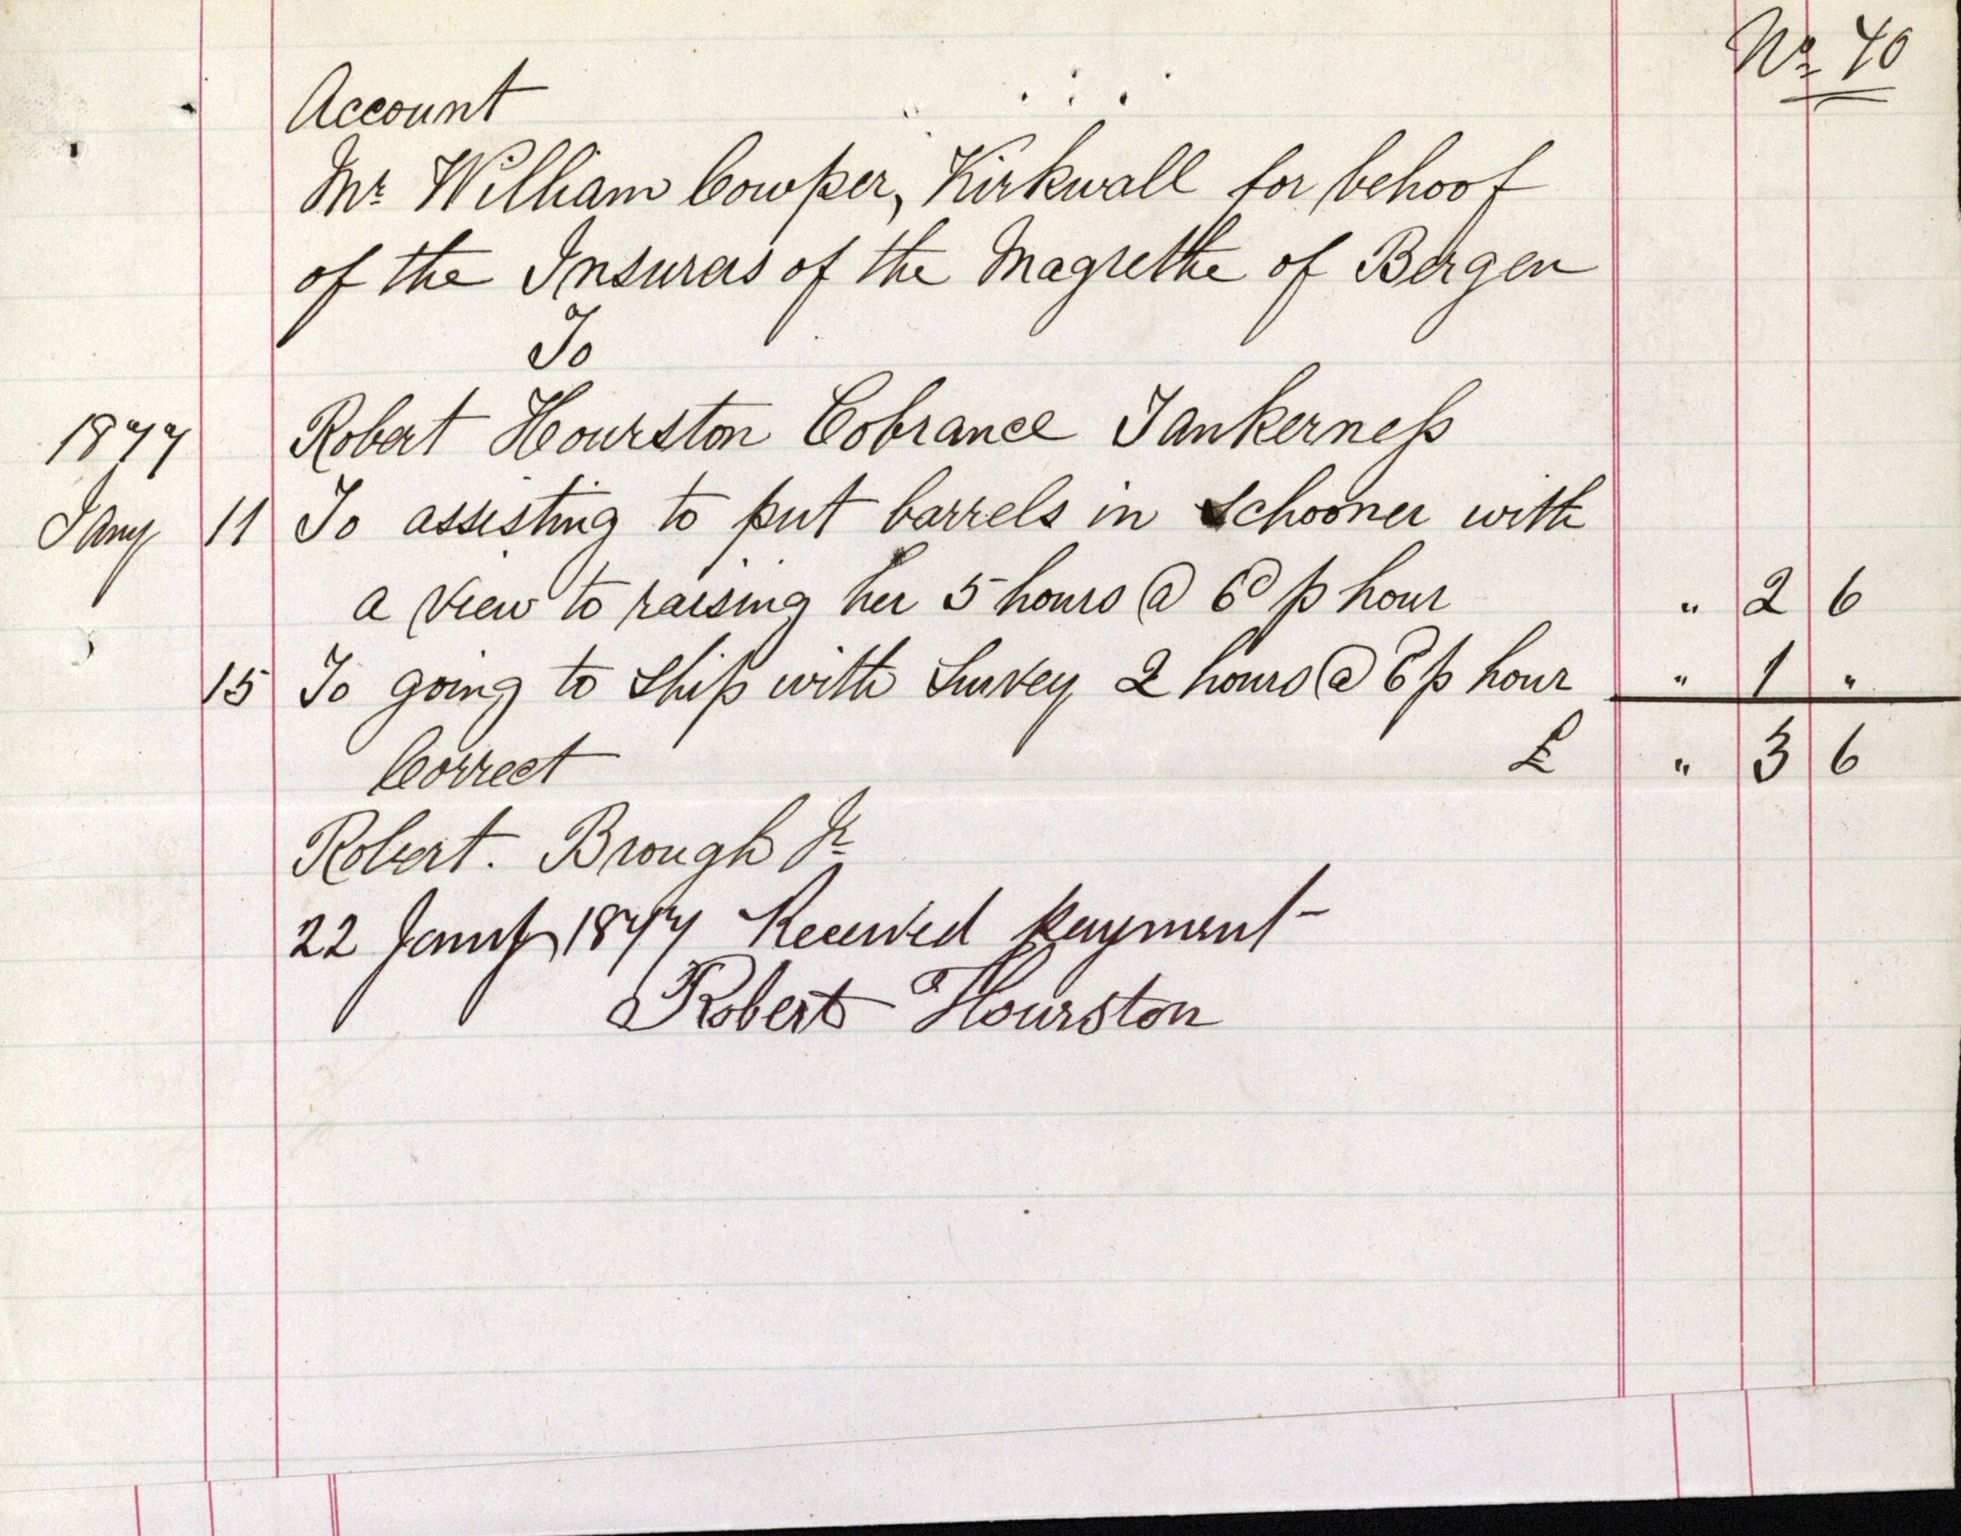 No 40
Account
Mr William Cowper, Kirkwall for behoof
of the Insurers of the Magrethe of Bergen
To
1877 Robert Hourston Cobrance Tankerness
Jany 11 To assisting to put barrels in schooner with
a view to raising her 5 hours @ 6d p hour " 2 6
15 To going to ship with Survey 2 hours @ 6d p hour " 1 "
Correct £ " 3 6
Robert. Brough Jr
22 Jany 1877 Received payment
Robert Hourston